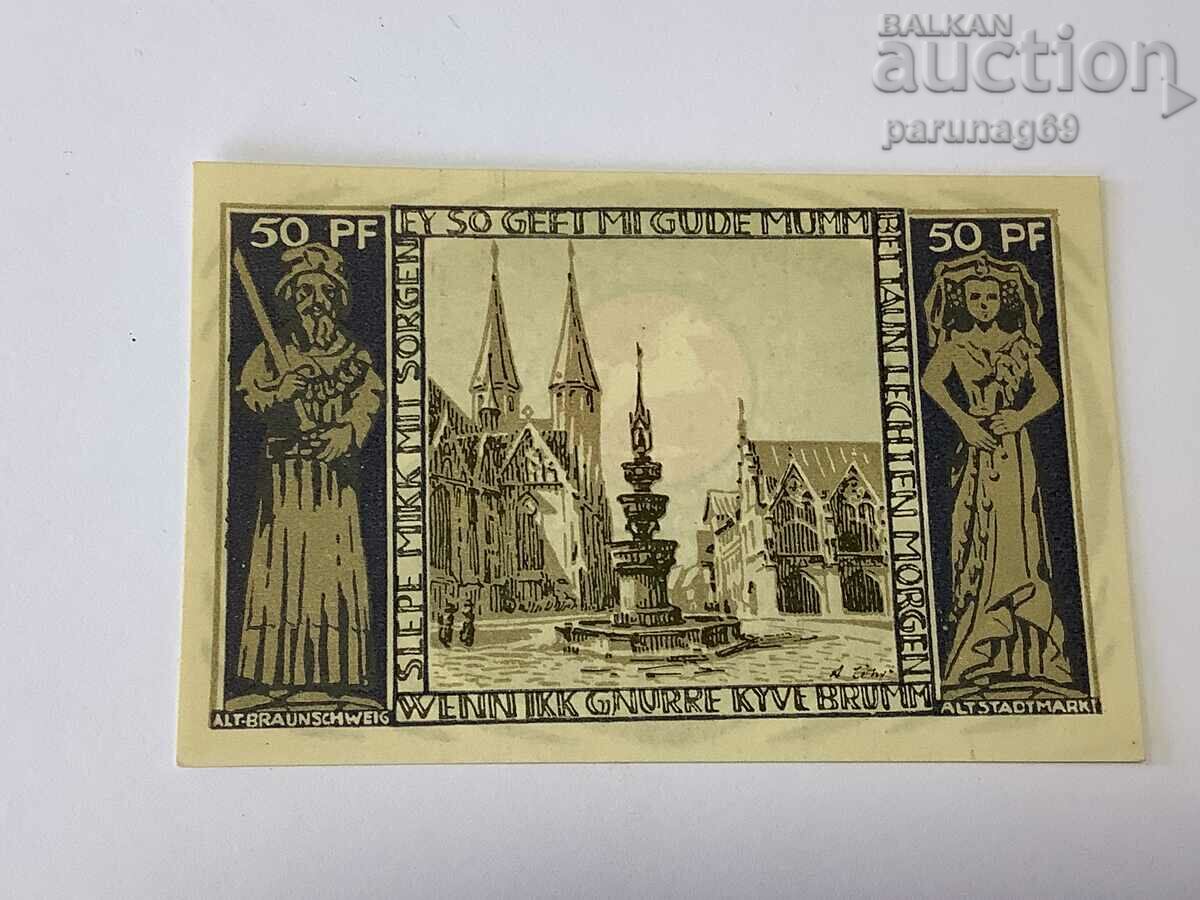 BALKAN
auction
parunag69
50 PF
50 PF
WENN IKK GNURRE KYVE BRUMM
SLEPE MIKK MIT SORGEN
EY SO GEFT MI GUDE MUMM
BET TAUN LECHTEN MORGEN
ALT-BRAUNSCHWEIG
ALTSTADTMARKT